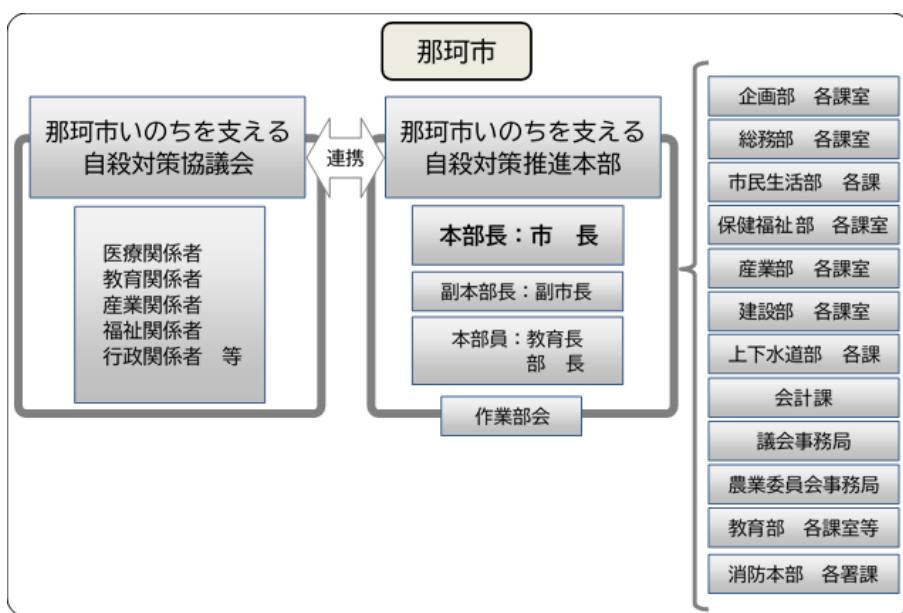 那珂市
那珂市いのちを支える
自殺対策協議会
医療関係者
教育関係者
産業関係者
福祉関係者
行政関係者　等
連携
那珂市いのちを支える
自殺対策推進本部
本部長：市　長
副本部長：副市長
本部員：教育長
部　長
作業部会
企画部　各課室
総務部　各課室
市民生活部　各課
保健福祉部　各課室
産業部　各課室
建設部　各課室
上下水道部　各課
会計課
議会事務局
農業委員会事務局
教育部　各課室等
消防本部　各署課